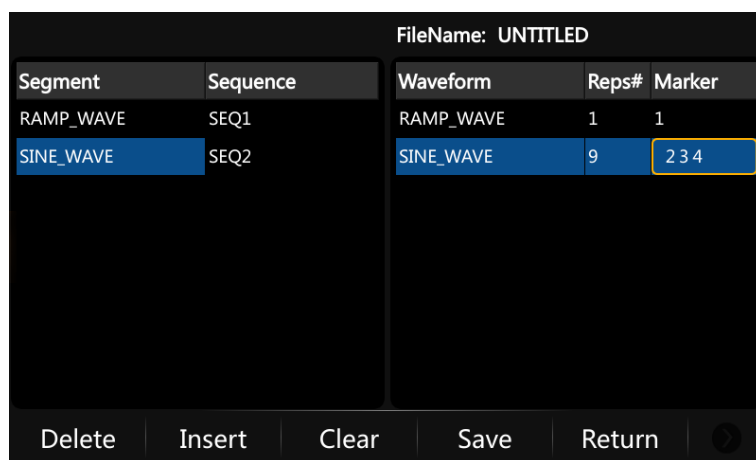 FileName: UNTITLED
Segment Sequence Waveform Reps# Marker
RAMP_WAVE SEQ1 RAMP_WAVE 1 1
SINE_WAVE SEQ2 SINE_WAVE 9 2 3 4
Delete Insert Clear Save Return